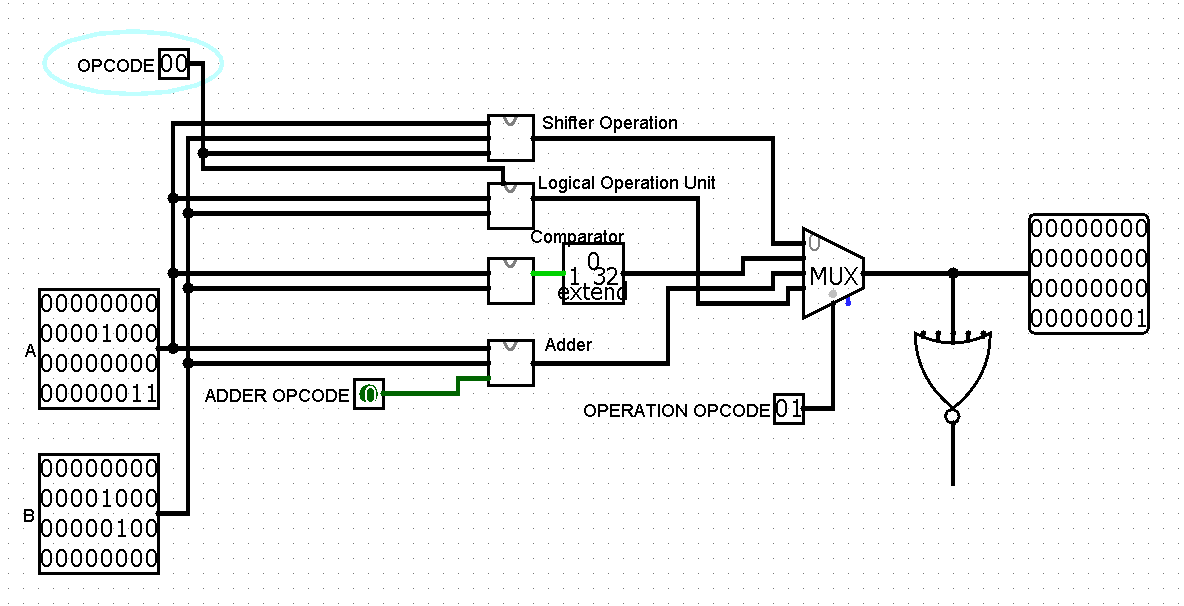 OPCODE 00
Shifter Operation
Logical Operation Unit
Comparator
0
1 32
extend
0
MUX
00000000
00000000
00000000
00000001
A
00000000
00001000
00000000
00000011
Adder
ADDER OPCODE 0
OPERATION OPCODE 01
B
00000000
00001000
00000100
00000000